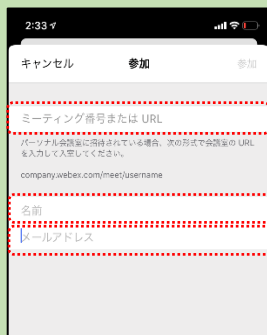 2:33
キャンセル 参加 参加
ミーティング番号または URL
パーソナル会議室に招待されている場合、次の形式で会議室の URL
を入力して入室してください。
company.webex.com/meet/username
名前
メールアドレス